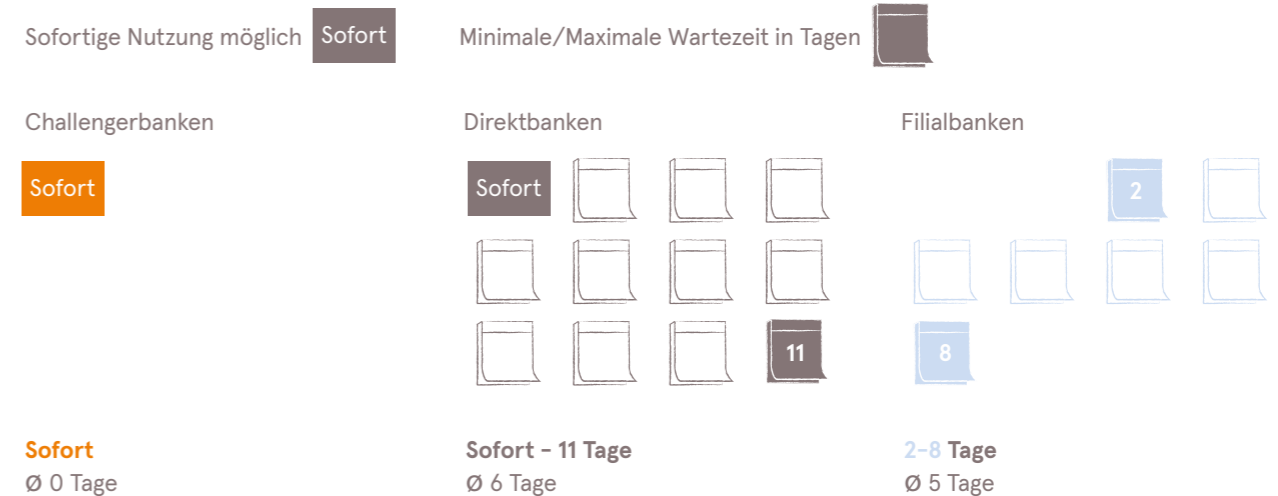 Sofortige Nutzung möglich Sofort
Minimale/Maximale Wartezeit in Tagen
Challengerbanken
Sofort
Sofort
Ø 0 Tage
Direktbanken
Sofort
11
Sofort - 11 Tage
Ø 6 Tage
Filialbanken
2
8
2-8 Tage
Ø 5 Tage